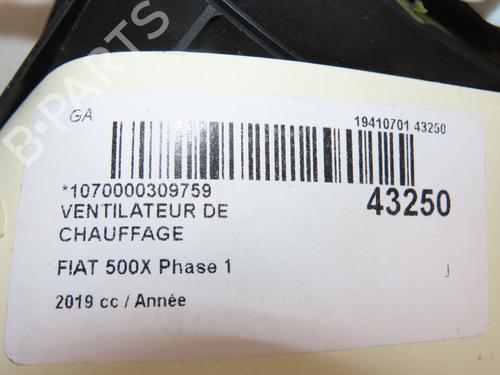 B-PARTS
GA
19410701 43250
*1070000309759
43250
VENTILATEUR DE
CHAUFFAGE
FIAT 500X Phase 1
J
2019 cc / Année